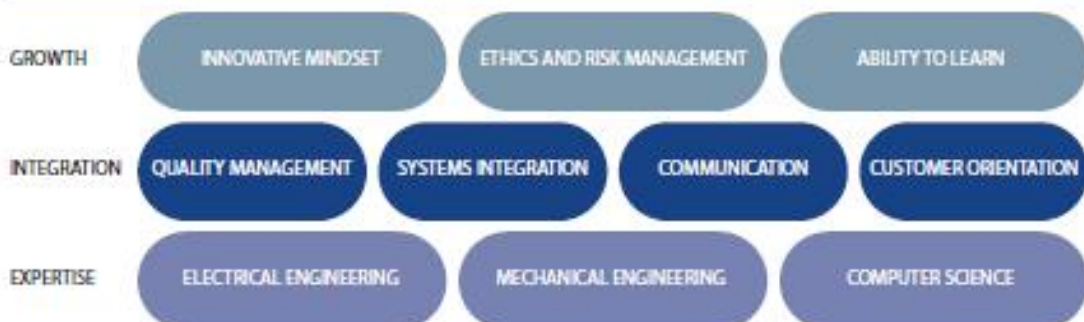 GROWTH INNOVATIVE MINDSET ETHICS AND RISK MANAGEMENT ABILITY TO LEARN
INTEGRATION QUALITY MANAGEMENT SYSTEMS INTEGRATION COMMUNICATION CUSTOMER ORIENTATION
EXPERTISE ELECTRICAL ENGINEERING MECHANICAL ENGINEERING COMPUTER SCIENCE